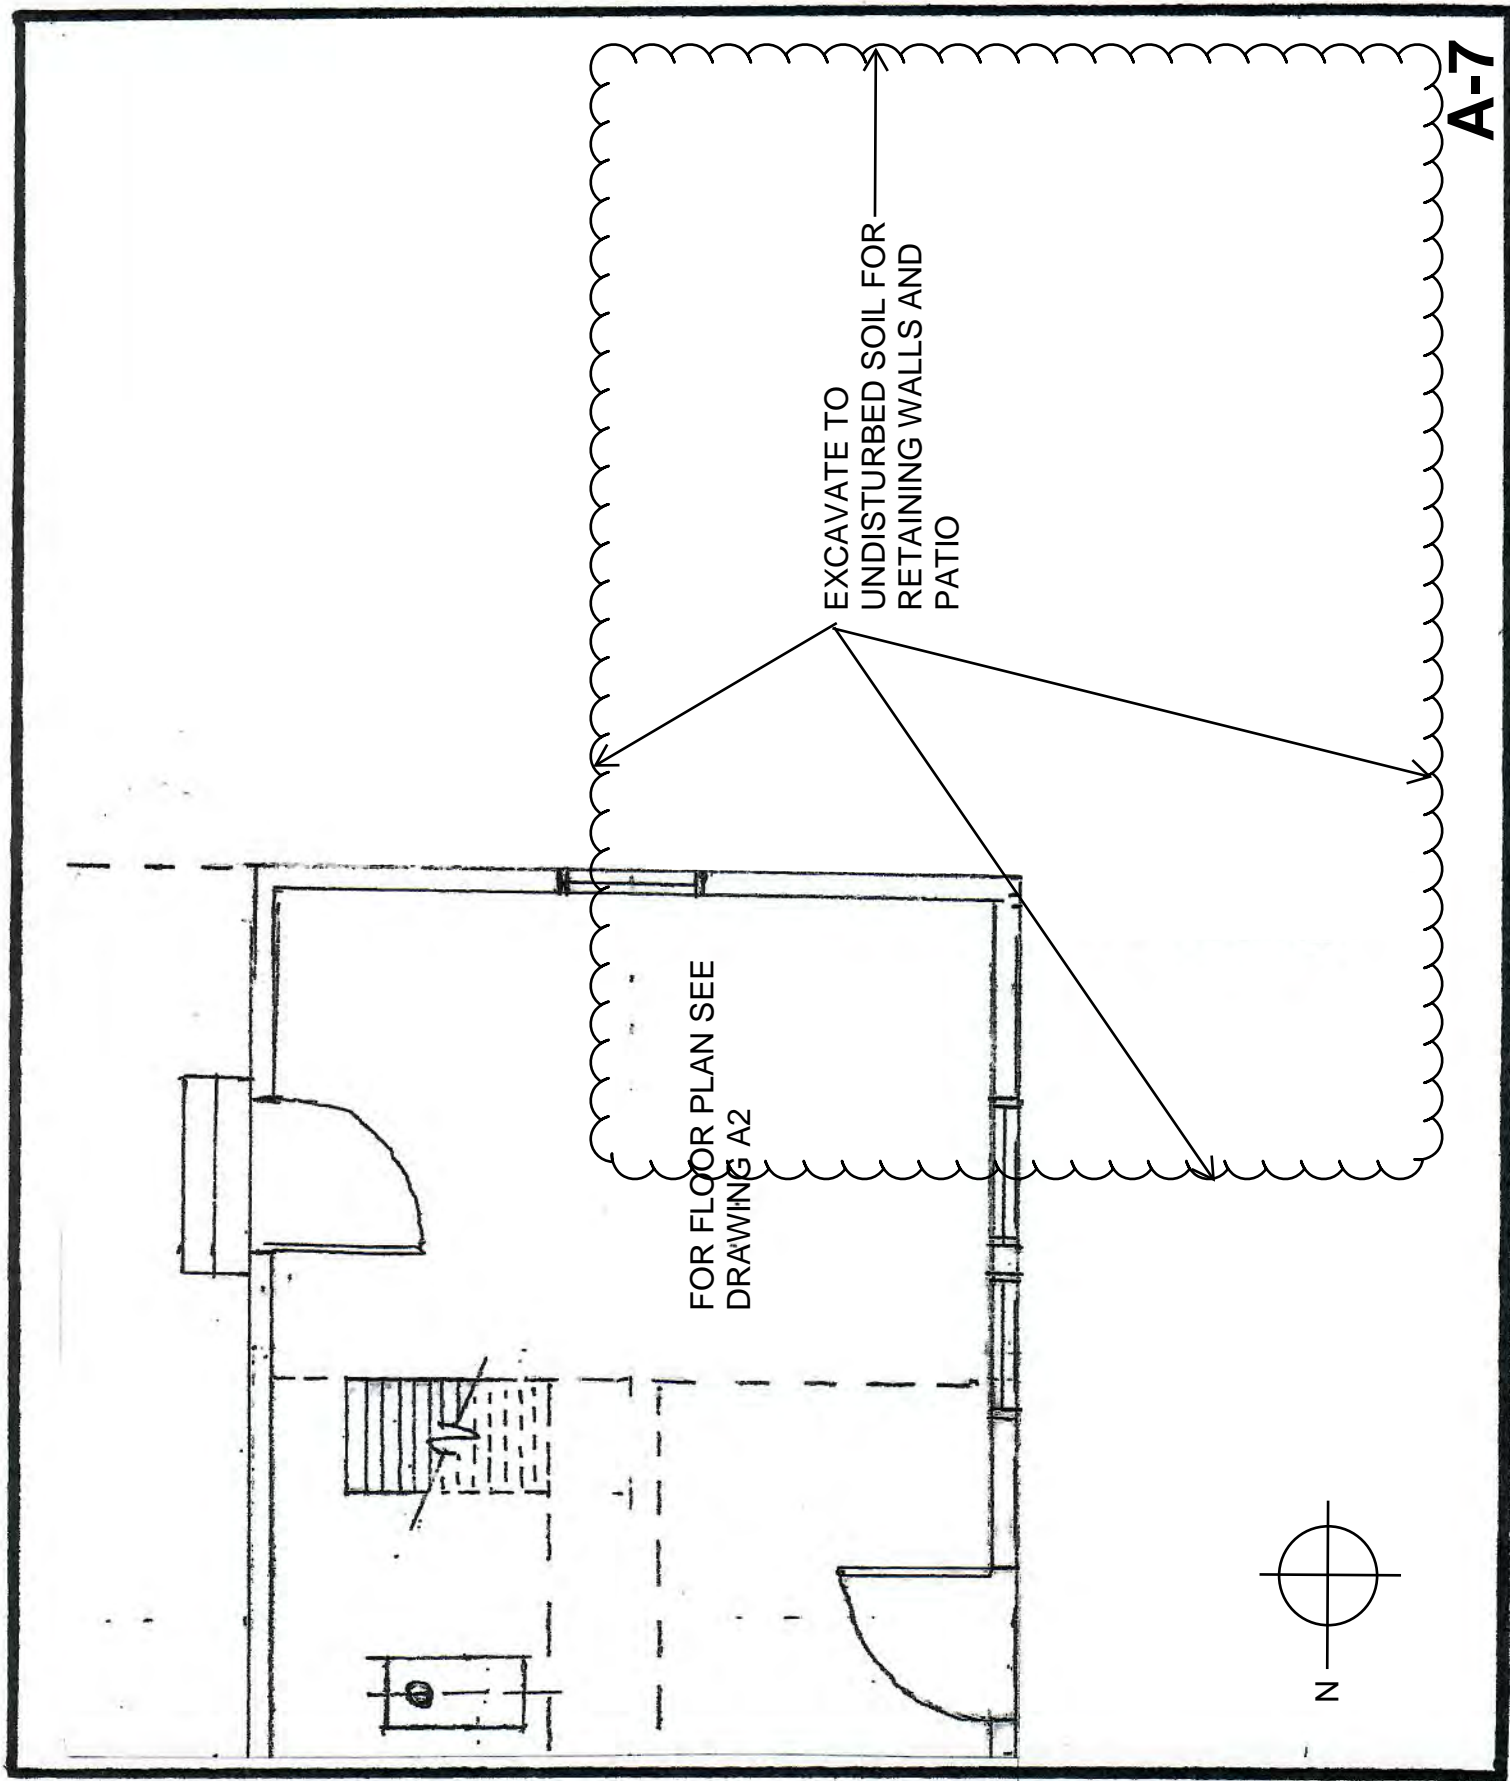 A-7
EXCAVATE TO
UNDISTURBED SOIL FOR
RETAINING WALLS AND
PATIO
FOR FLOOR PLAN SEE
DRAWING A2
N